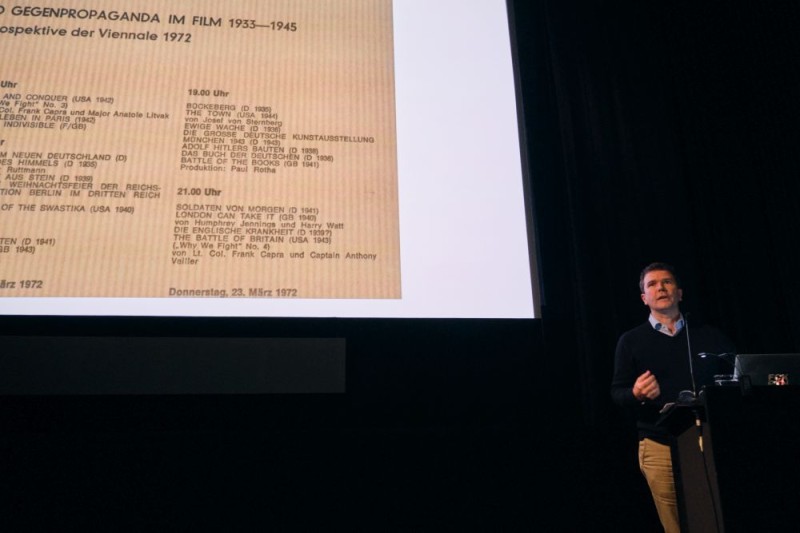 O GEGENPROPAGANDA IM FILM 1933—1945
ospektive der Viennale 1972
Uhr
AND CONQUER (USA 1942)
Why We Fight" No. 3)
Col. Frank Capra und Major Anatole Litvak
LEBEN IN PARIS (1942)
INDIVISIBLE (F/GB)
M NEUEN DEUTSCHLAND (D)
DES HIMMELS (D 1935)
Ruttmann
AUS STEIN (D 1939)
WEIHNACHTSFEIER DER REICHS-
TION BERLIN IM DRITTEN REICH
OF THE SWASTIKA (USA 1940)
TEN (D 1941)
GB 1943)
ärz 1972
19.00 Uhr
BÜCKEBERG (D 1935)
THE TOWN (USA 1944)
von Josef von Sternberg
EWIGE WACHE (D 1936)
DIE GROSSE DEUTSCHE KUNSTAUSSTELLUNG
MÜNCHEN 1943 (D 1943)
ADOLF HITLERS BAUTEN (D 1938)
DAS BUCH DER DEUTSCHEN (D 1936)
BATTLE OF THE BOOKS (GB 1941)
Produktion: Paul Rotha
21.00 Uhr
SOLDATEN VON MORGEN (D 1941)
LONDON CAN TAKE IT (GB 1940)
von Humphrey Jennings und Harry Watt
DIE ENGLISCHE KRANKHEIT (D 1939?)
THE BATTLE OF BRITAIN (USA 1943)
(„Why We Fight" No. 4)
von Lt. Col. Frank Capra und Captain Anthony
Veiller
Donnerstag, 23. März 1972